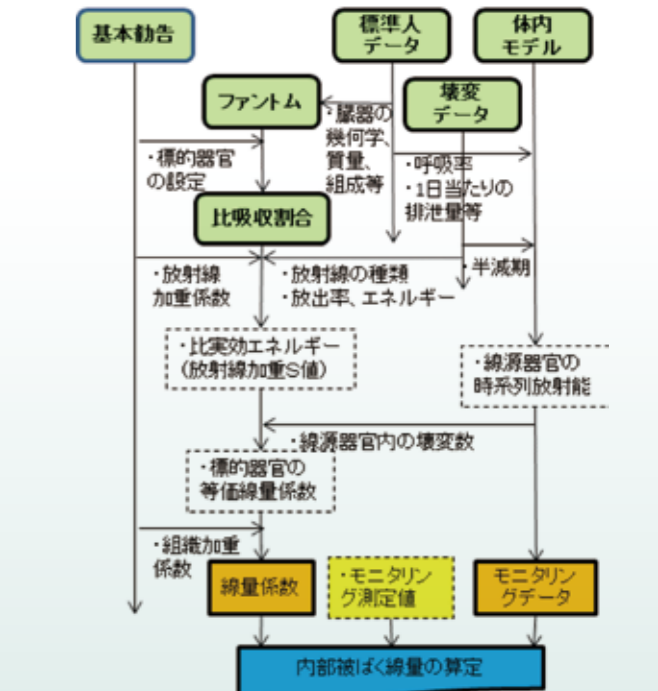 基本勧告
標準人
データ
体内
モデル
ファントム
壊変
データ
・臓器の
幾何学、
質量、
組成等
・標的器官
の設定
・呼吸率
・1日当たりの
排泄量等
比吸収割合
・放射線
加重係数
・放射線の種類
・放出率、エネルギー
・半減期
・比実効エネルギー
(放射線加重S値)
・線源器官の
時系列放射能
・線源器官内の壊変数
・標的器官の
等価線量係数
・組織加重
係数
線量係数
・モニタリン
グ測定値
モニタリン
グデータ
内部被ばく線量の算定